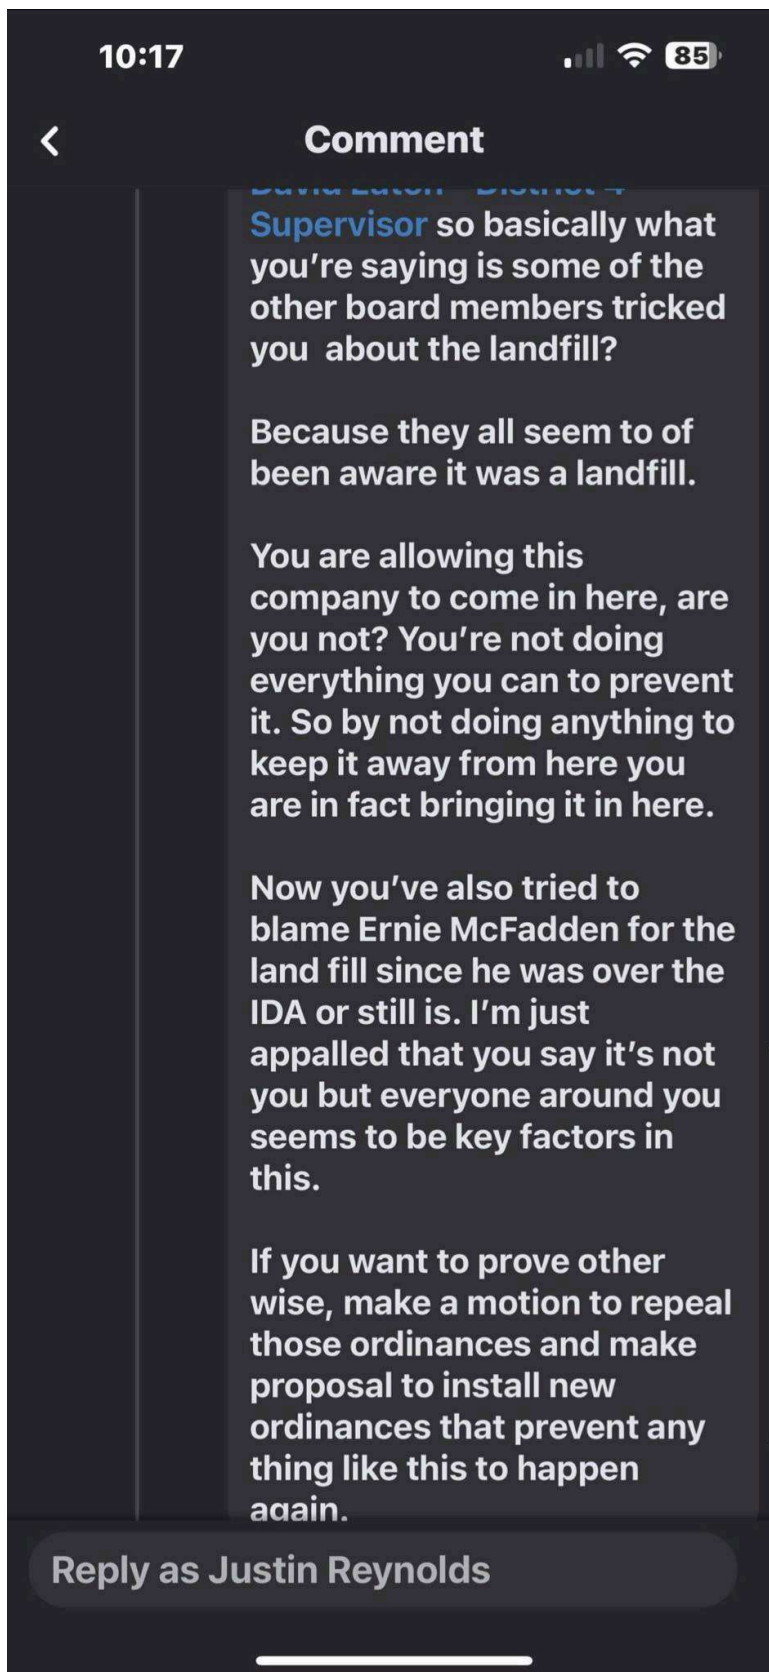 10:17
85
Comment
David Eaton - District 4
Supervisor so basically what
you're saying is some of the
other board members tricked
you  about the landfill?
Because they all seem to of
been aware it was a landfill.
You are allowing this
company to come in here, are
you not? You're not doing
everything you can to prevent
it. So by not doing anything to
keep it away from here you
are in fact bringing it in here.
Now you've also tried to
blame Ernie McFadden for the
land fill since he was over the
IDA or still is. I'm just
appalled that you say it's not
you but everyone around you
seems to be key factors in
this.
If you want to prove other
wise, make a motion to repeal
those ordinances and make
proposal to install new
ordinances that prevent any
thing like this to happen
again.
Reply as Justin Reynolds